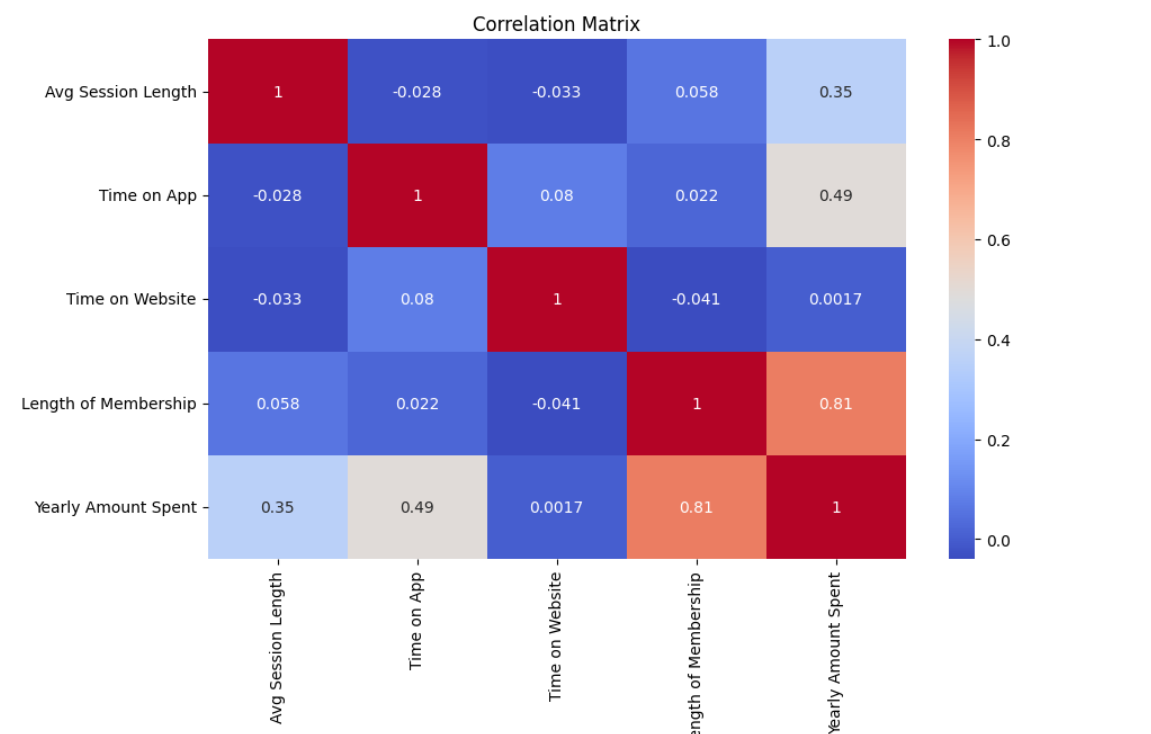 Correlation Matrix
Avg Session Length 1 -0.028 -0.033 0.058 0.35
Time on App -0.028 1 0.08 0.022 0.49
Time on Website -0.033 0.08 1 -0.041 0.0017
Length of Membership 0.058 0.022 -0.041 1 0.81
Yearly Amount Spent 0.35 0.49 0.0017 0.81 1
Avg Session Length
Time on App
Time on Website
ength of Membership
Yearly Amount Spent
1.0
0.8
0.6
0.4
0.2
0.0